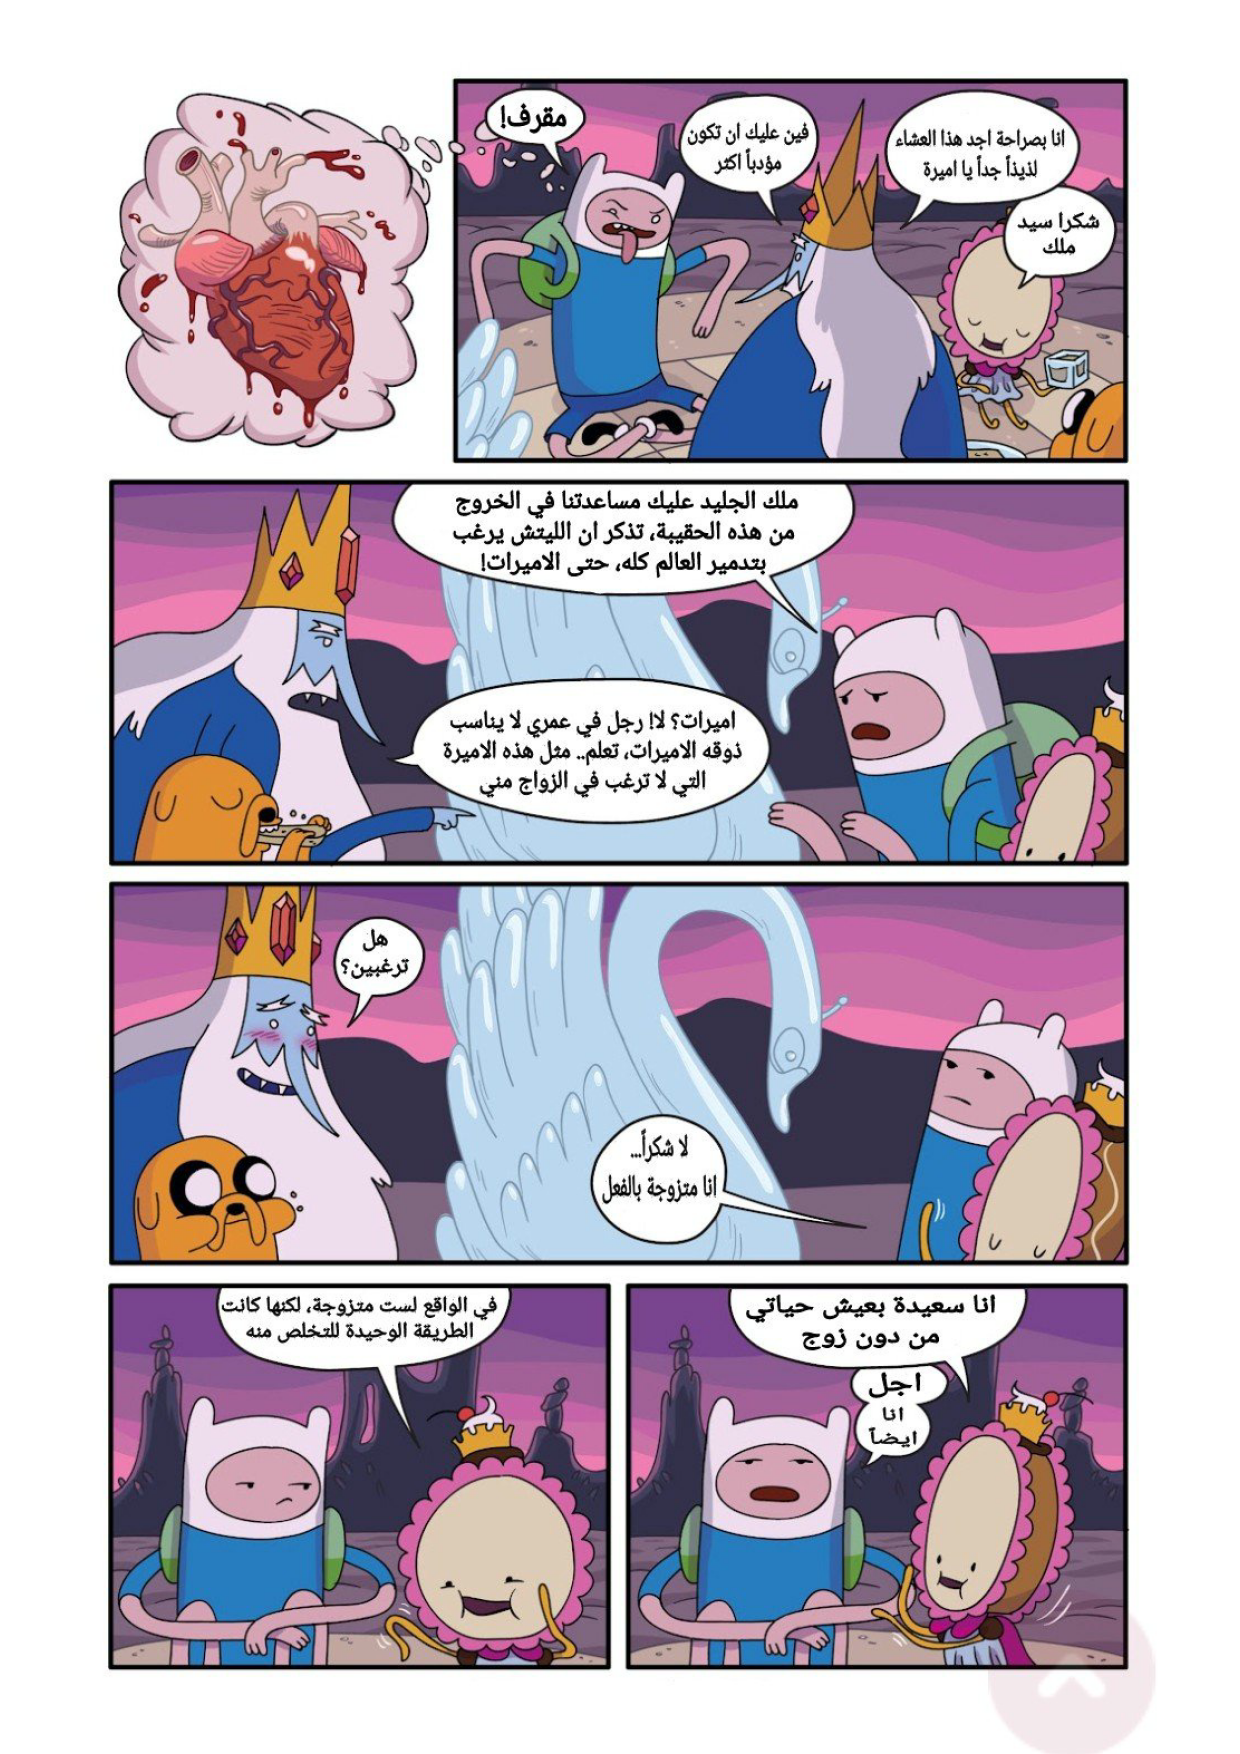 انا بصراحة اجد هذا العشاء
لذيذاً جداً يا اميرة
شكرا سيد
ملك
فين عليك ان تكون
مؤدباً اكثر
مقرف!
ملك الجليد عليك مساعدتنا في الخروج
من هذه الحقيبة، تذكر ان الليتش يرغب
بتدمير العالم كله، حتى الاميرات!
اميرات؟ لا! رجل في عمري لا يناسب
ذوقه الاميرات، تعلم.. مثل هذه الاميرة
التي لا ترغب في الزواج مني
هل
ترغبين؟
لا شكراً...
انا متزوجة بالفعل
انا سعيدة بعيش حياتي
من دون زوج
اجل
انا
ايضاً
في الواقع لست متزوجة، لكنها كانت
الطريقة الوحيدة للتخلص منه